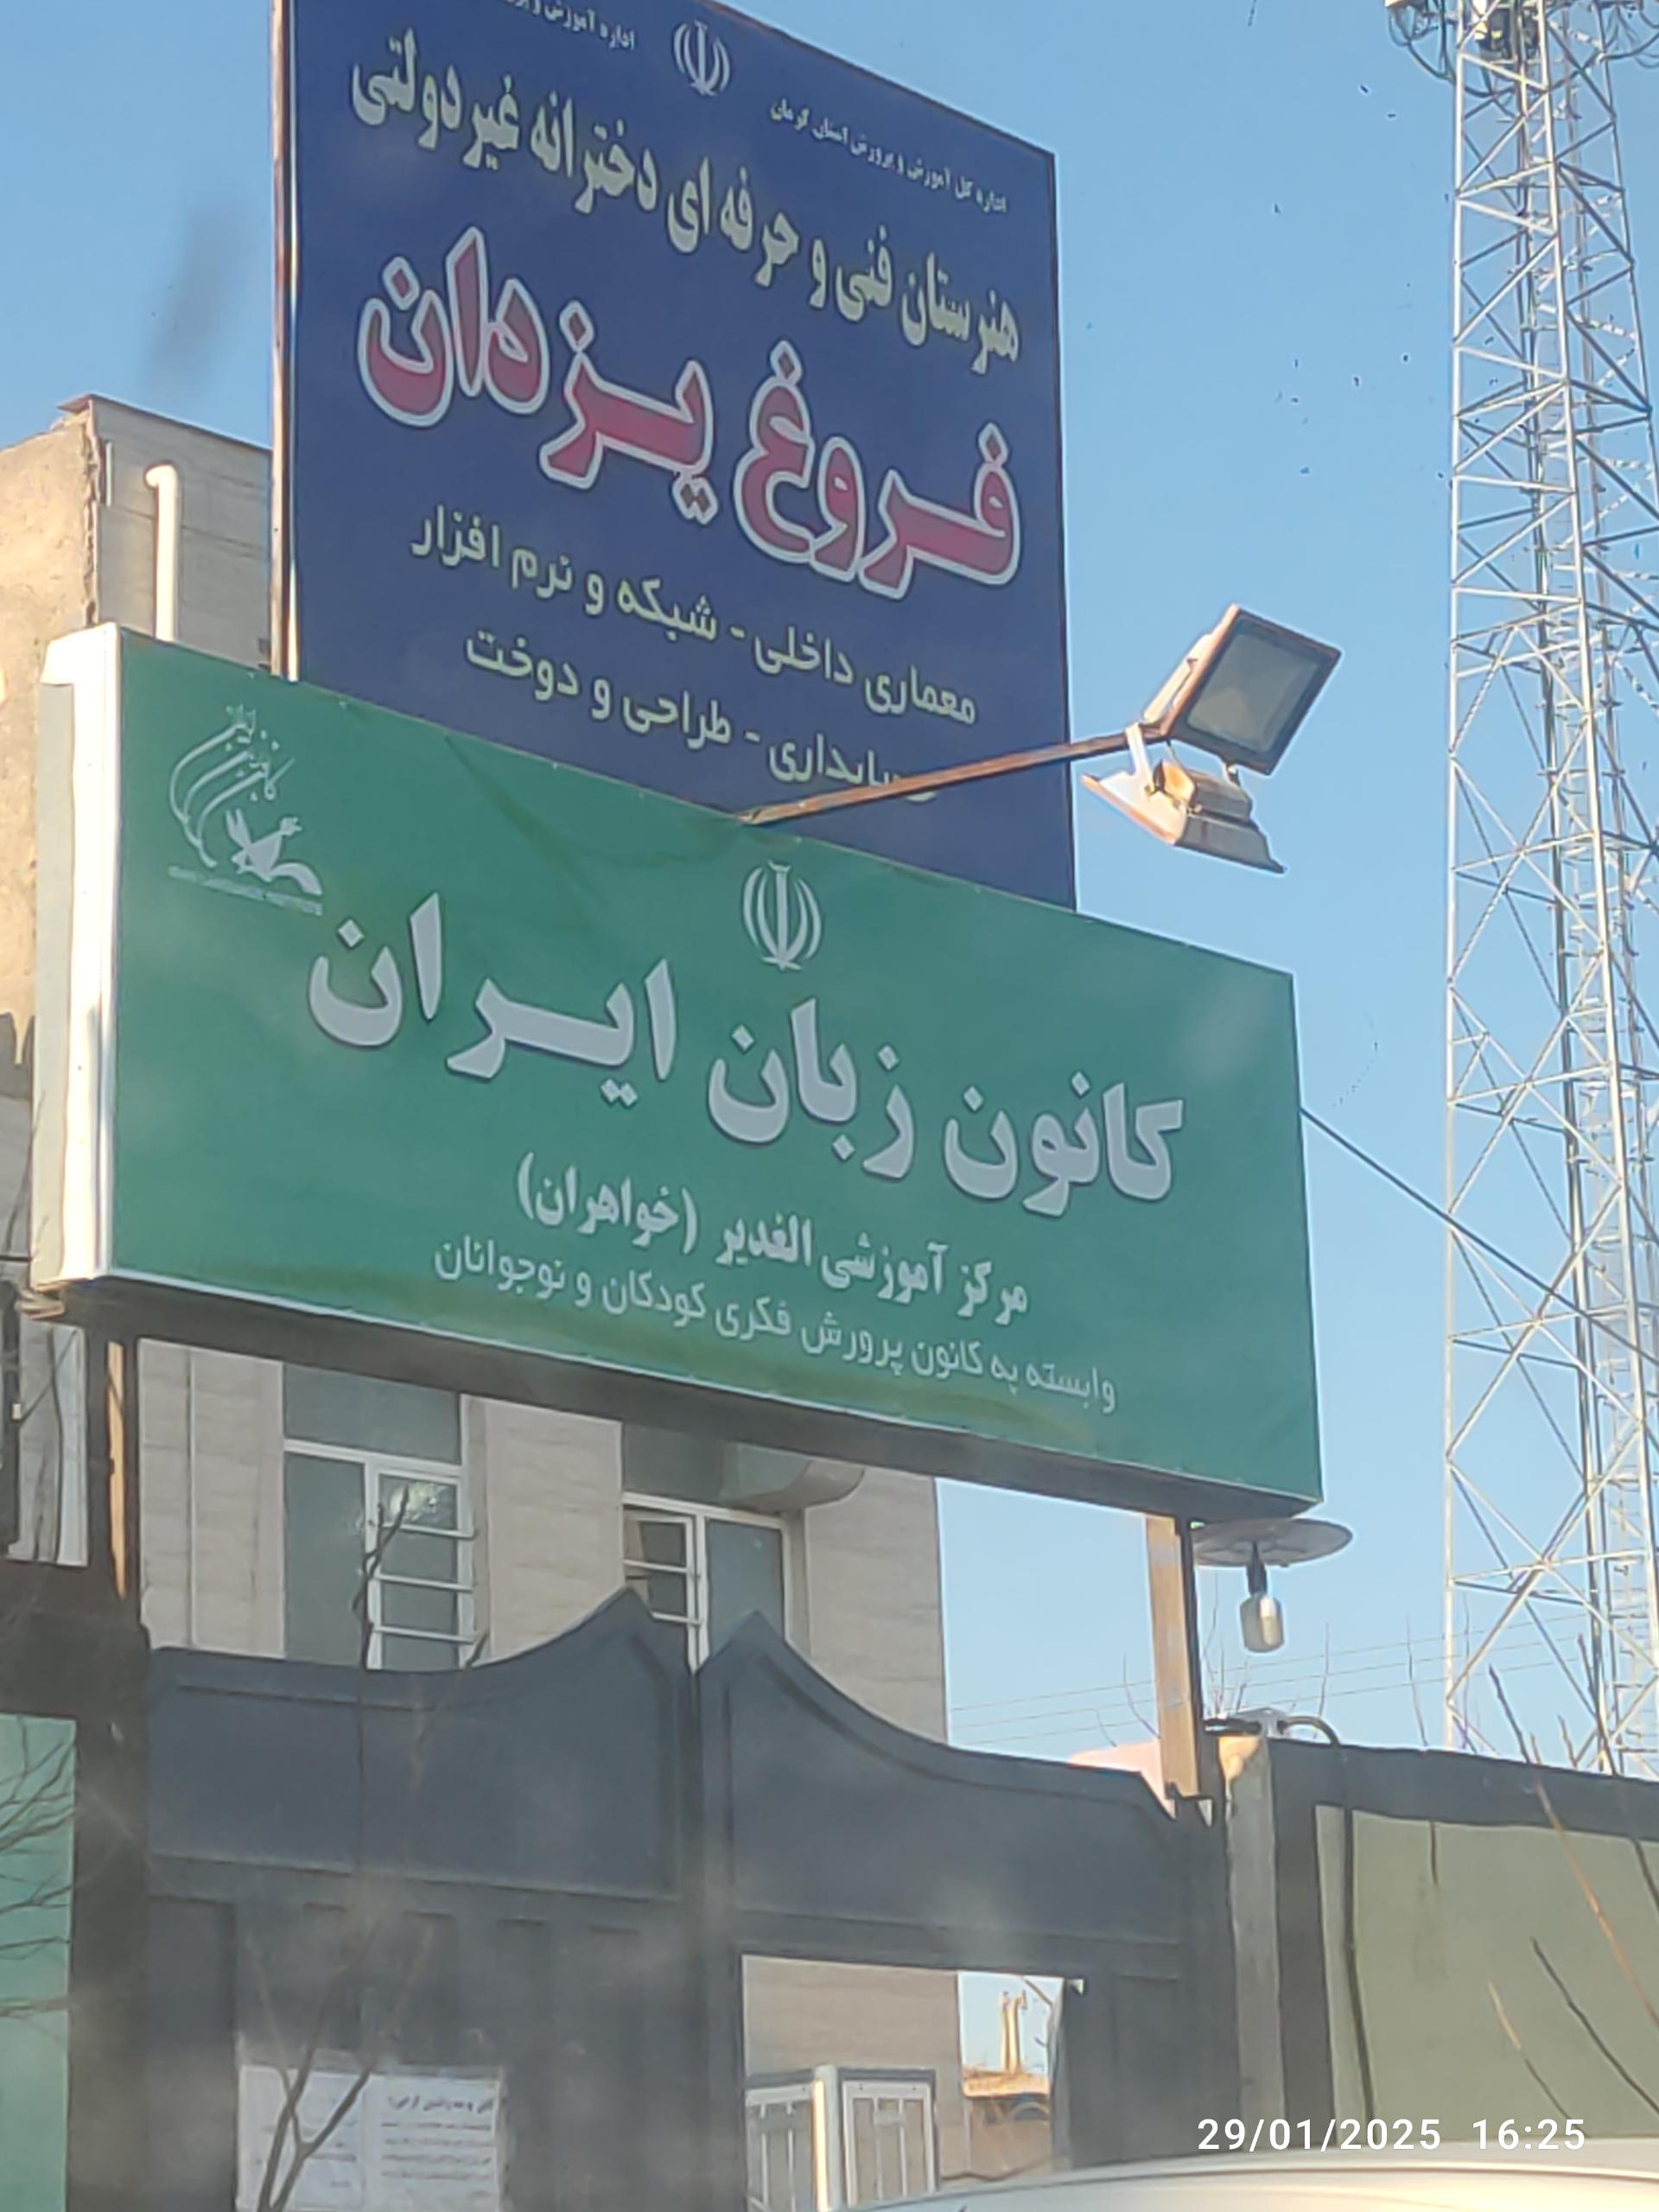 اداره کل آموزش و پرورش استان کرمان
اداره آموزش و
هنرستان فنی و حرفه ای دخترانه غیردولتی
فروغ یزدان
معماری داخلی - شبکه و نرم افزار
طراحی و دوخت
کانون زبان ایران
مرکز آموزشی الغدیر (خواهران)
وابسته به کانون پرورش فکری کودکان و نوجوانان
29/01/2025 16:25